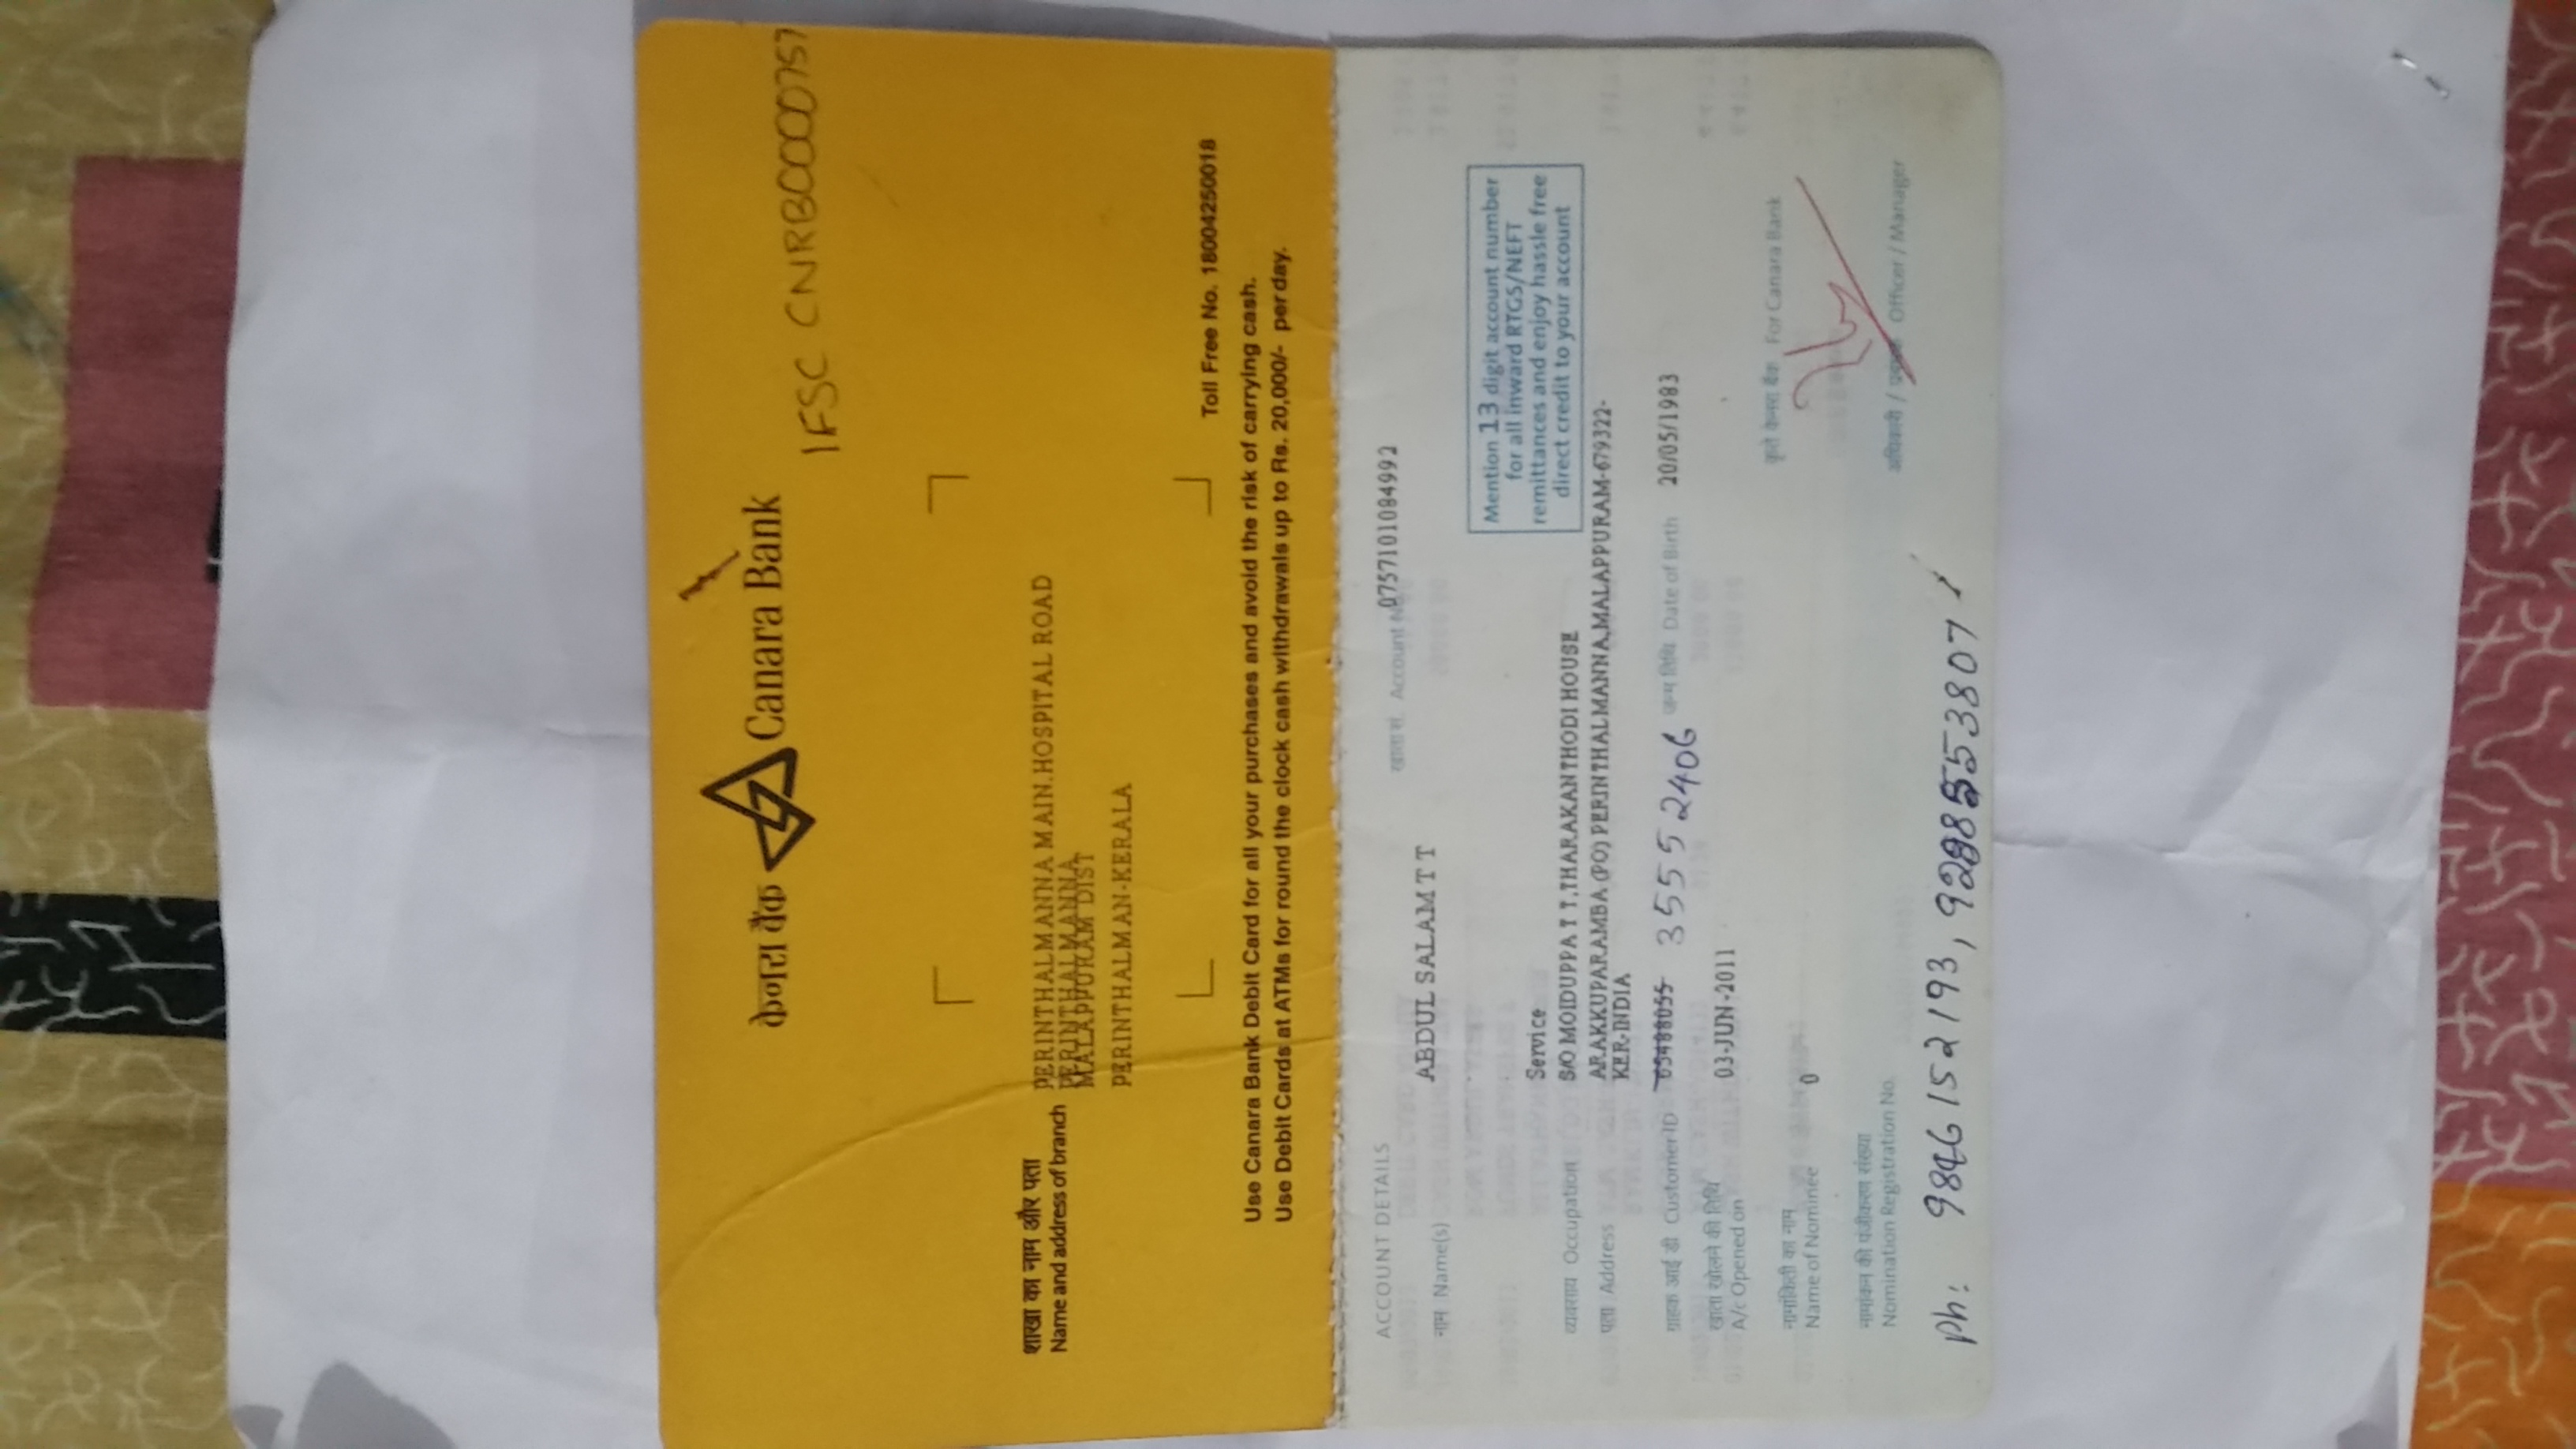 केनरा बैंक Canara Bank
IFSC CNRB0000757
शाखा का नाम और पता
Name and address of branch
PERINTHALMANNA MAIN.HOSPITAL ROAD
PERINTHALMANNA
MALAPPURAM DIST
PERINTHALMAN-KERALA
Toll Free No. 18004250018
Use Canara Bank Debit Card for all your purchases and avoid the risk of carrying cash.
Use Debit Cards at ATMs for round the clock cash withdrawals up to Rs. 20,000/- per day.
ACCOUNT DETAILS
खाता सं. Account No. 0757101084992
नाम Name(s) ABDUL SALAM T T
Mention 13 digit account number
for all inward RTGS/NEFT
remittances and enjoy hassle free
direct credit to your account
Service
व्यवसाय Occupation S/O MOIDUPPA T T,THARAKANTHODI HOUSE
पता Address ARAKKUPARAMBA (PO) PERINTHALMANNA,MALAPPURAM-679322-
KER-INDIA
ग्राहक आई डी Customer ID 65488055 35552406 जन्म तिथि Date of Birth 20/05/1983
खाता खोलने की तिथि
A/c Opened on 03-JUN-2011
कृते केनरा बैंक For Canara Bank
नामांकिती का नाम
Name of Nominee 0
नामांकन की पंजीकरण संख्या
Nomination Registration No.
अधिकारी / Officer / Manager
Ph: 9846152193,